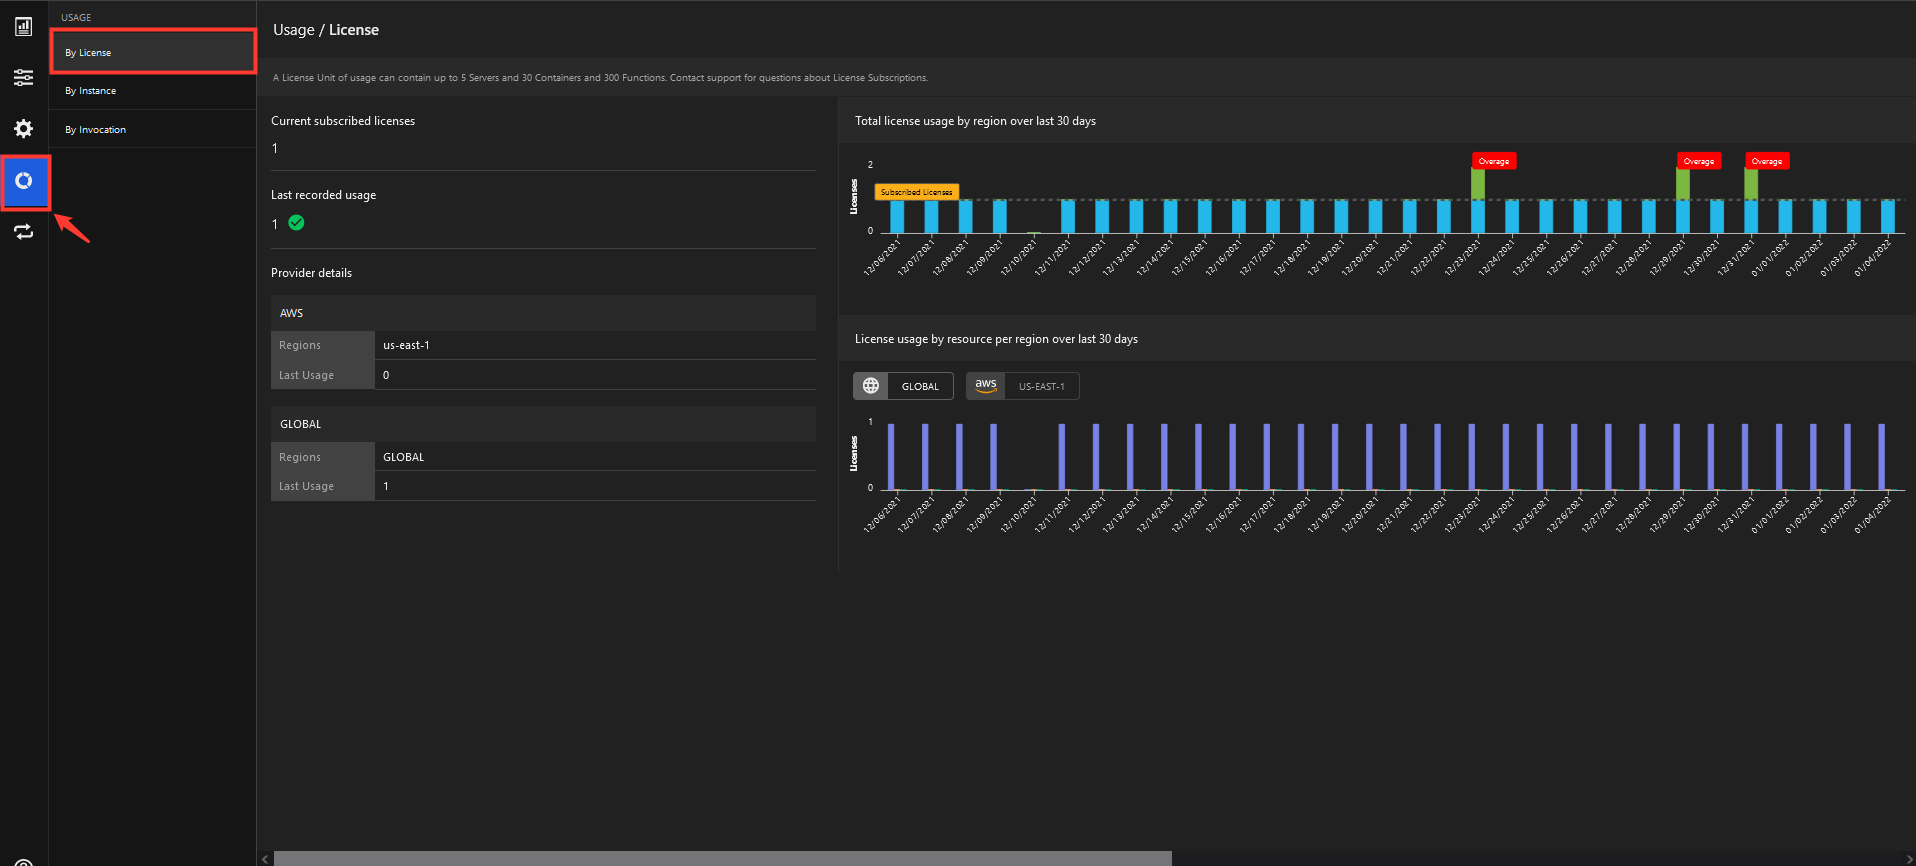 USAGE
By License
By Instance
By Invocation
Usage / License
A License Unit of usage can contain up to 5 Servers and 30 Containers and 300 Functions. Contact support for questions about License Subscriptions.
Current subscribed licenses
1
Last recorded usage
1
Provider details
AWS
Regions us-east-1
Last Usage 0
GLOBAL
Regions GLOBAL
Last Usage 1
Total license usage by region over last 30 days
Licenses
2
0
Subscribed Licenses
Overage Overage Overage
12/06/2021 12/07/2021 12/08/2021 12/09/2021 12/10/2021 12/11/2021 12/12/2021 12/13/2021 12/14/2021 12/15/2021 12/16/2021 12/17/2021 12/18/2021 12/19/2021 12/20/2021 12/21/2021 12/22/2021 12/23/2021 12/24/2021 12/25/2021 12/26/2021 12/27/2021 12/28/2021 12/29/2021 12/30/2021 12/31/2021 01/01/2022 01/02/2022 01/03/2022 01/04/2022
License usage by resource per region over last 30 days
GLOBAL aws US-EAST-1
Licenses
1
0
12/06/2021 12/07/2021 12/08/2021 12/09/2021 12/10/2021 12/11/2021 12/12/2021 12/13/2021 12/14/2021 12/15/2021 12/16/2021 12/17/2021 12/18/2021 12/19/2021 12/20/2021 12/21/2021 12/22/2021 12/23/2021 12/24/2021 12/25/2021 12/26/2021 12/27/2021 12/28/2021 12/29/2021 12/30/2021 12/31/2021 01/01/2022 01/02/2022 01/03/2022 01/04/2022